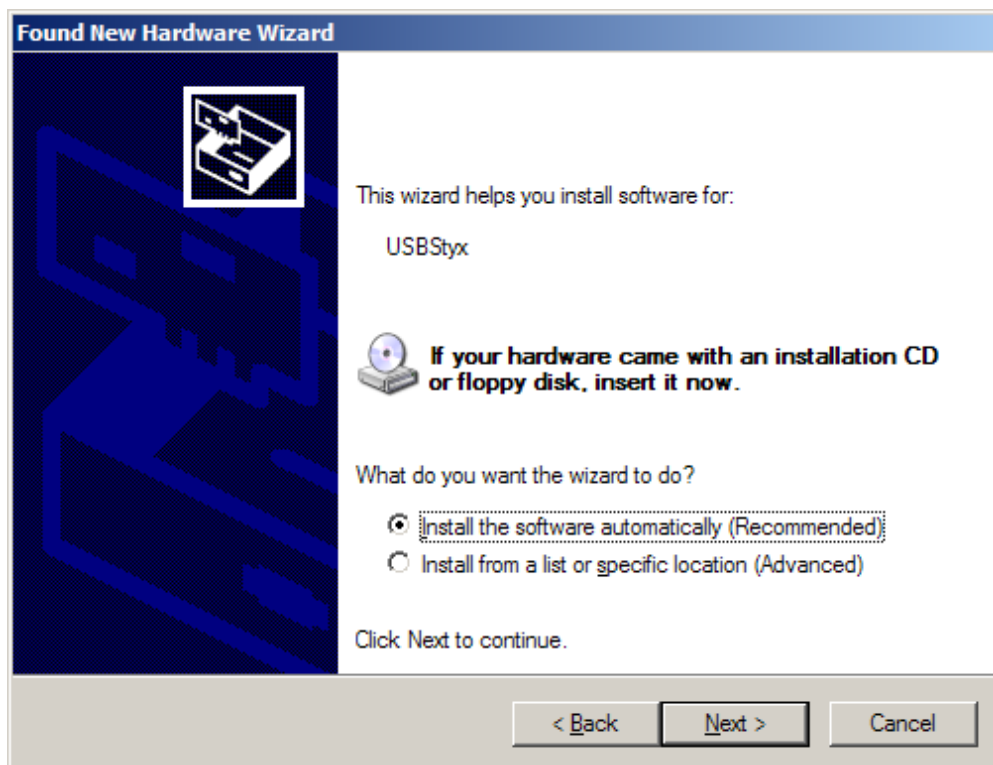 Found New Hardware Wizard
This wizard helps you install software for:
USBStyx
If your hardware came with an installation CD
or floppy disk, insert it now.
What do you want the wizard to do?
Install the software automatically (Recommended)
Install from a list or specific location (Advanced)
Click Next to continue.
< Back Next > Cancel